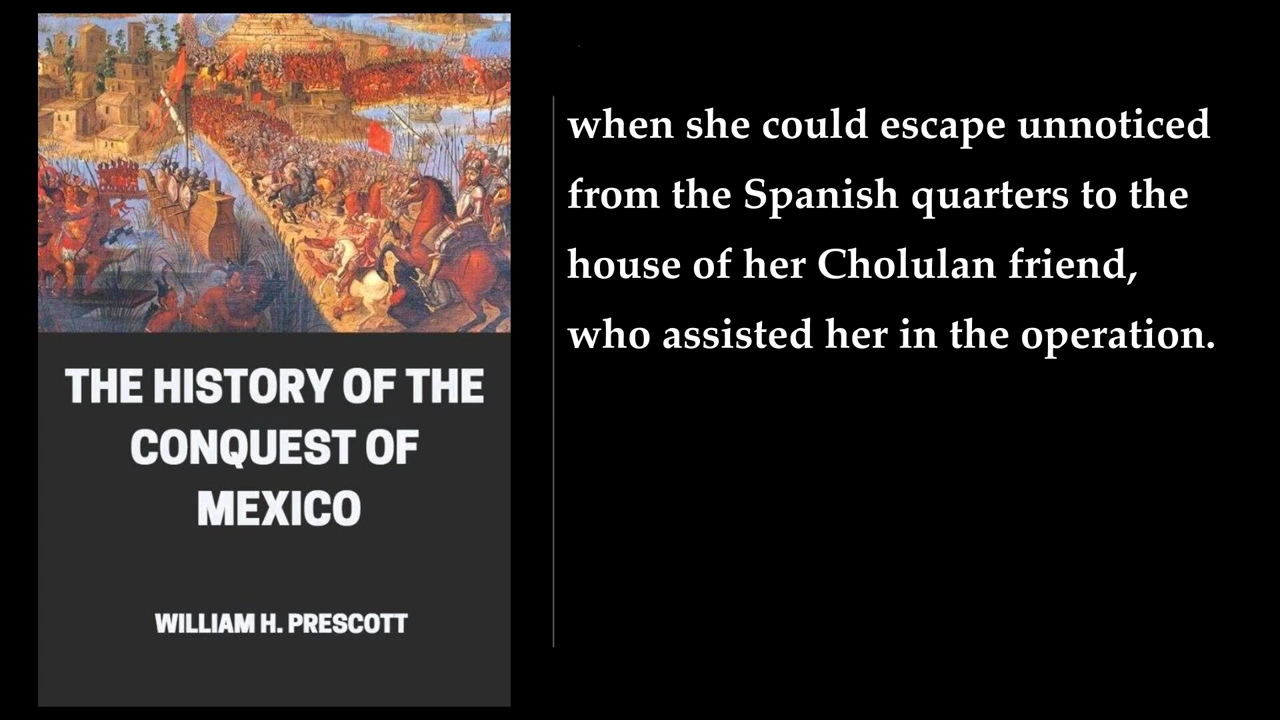 THE HISTORY OF THE
CONQUEST OF
MEXICO
WILLIAM H. PRESCOTT
when she could escape unnoticed
from the Spanish quarters to the
house of her Cholulan friend,
who assisted her in the operation.